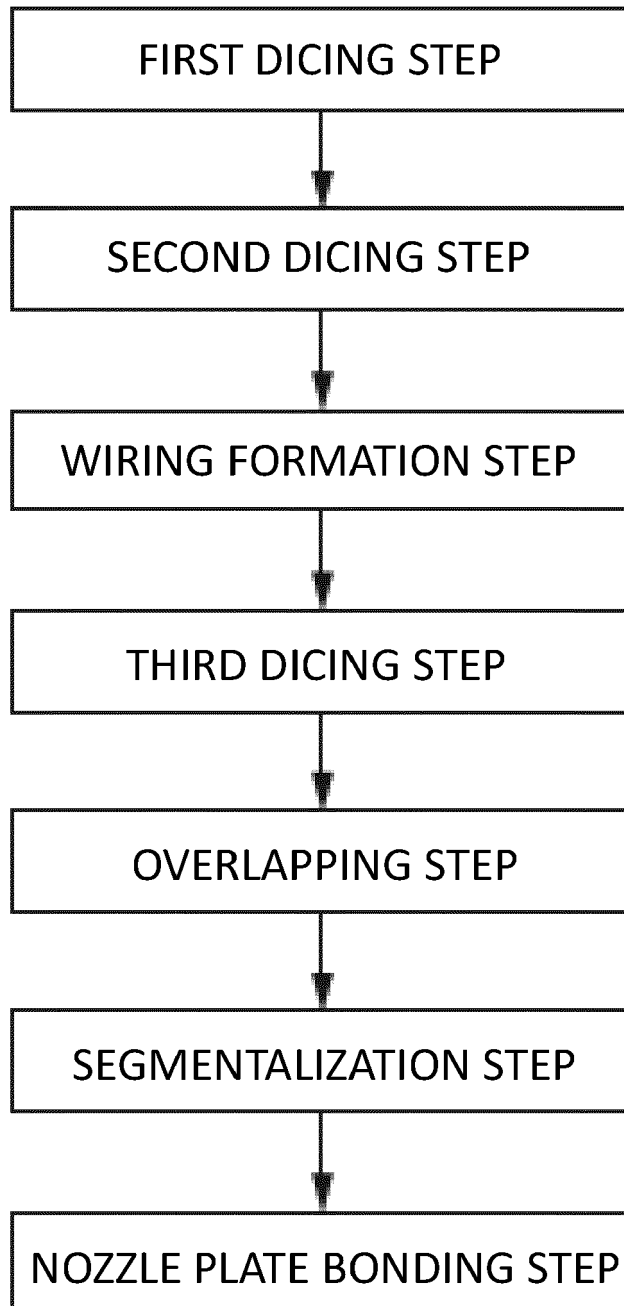 FIRST DICING STEP
SECOND DICING STEP
WIRING FORMATION STEP
THIRD DICING STEP
OVERLAPPING STEP
SEGMENTALIZATION STEP
NOZZLE PLATE BONDING STEP